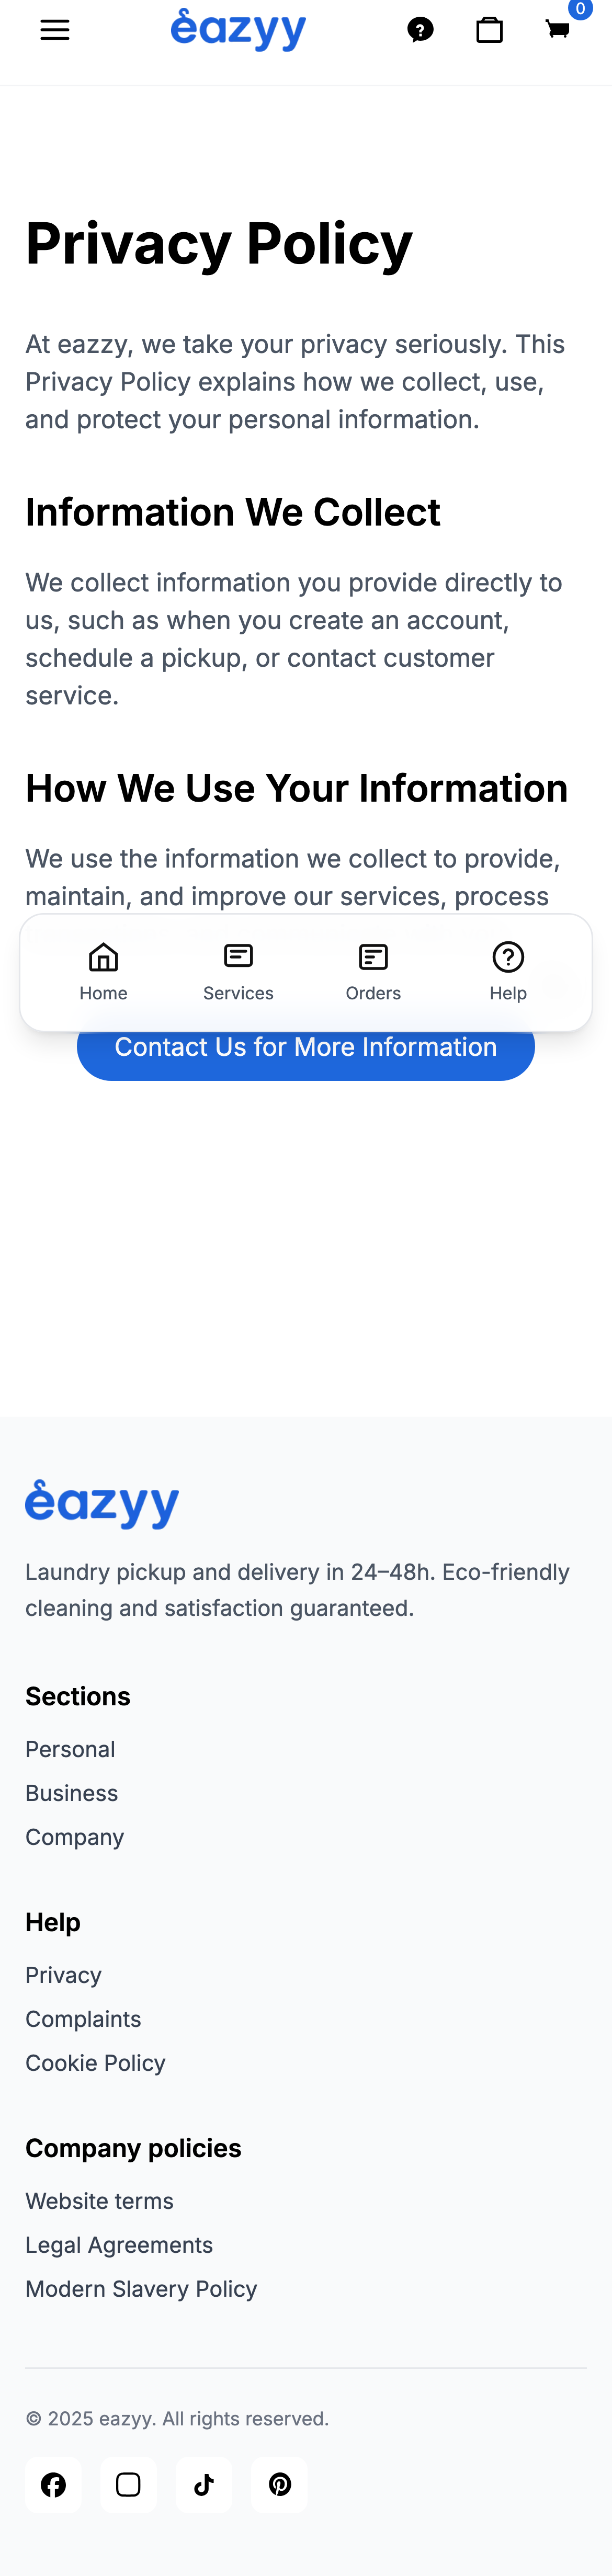 eazyy
0
Privacy Policy
At eazzy, we take your privacy seriously. This
Privacy Policy explains how we collect, use,
and protect your personal information.
Information We Collect
We collect information you provide directly to
us, such as when you create an account,
schedule a pickup, or contact customer
service.
How We Use Your Information
We use the information we collect to provide,
maintain, and improve our services, process
Home
Services
Orders
Help
Contact Us for More Information
eazyy
Laundry pickup and delivery in 24–48h. Eco-friendly
cleaning and satisfaction guaranteed.
Sections
Personal
Business
Company
Help
Privacy
Complaints
Cookie Policy
Company policies
Website terms
Legal Agreements
Modern Slavery Policy
© 2025 eazyy. All rights reserved.